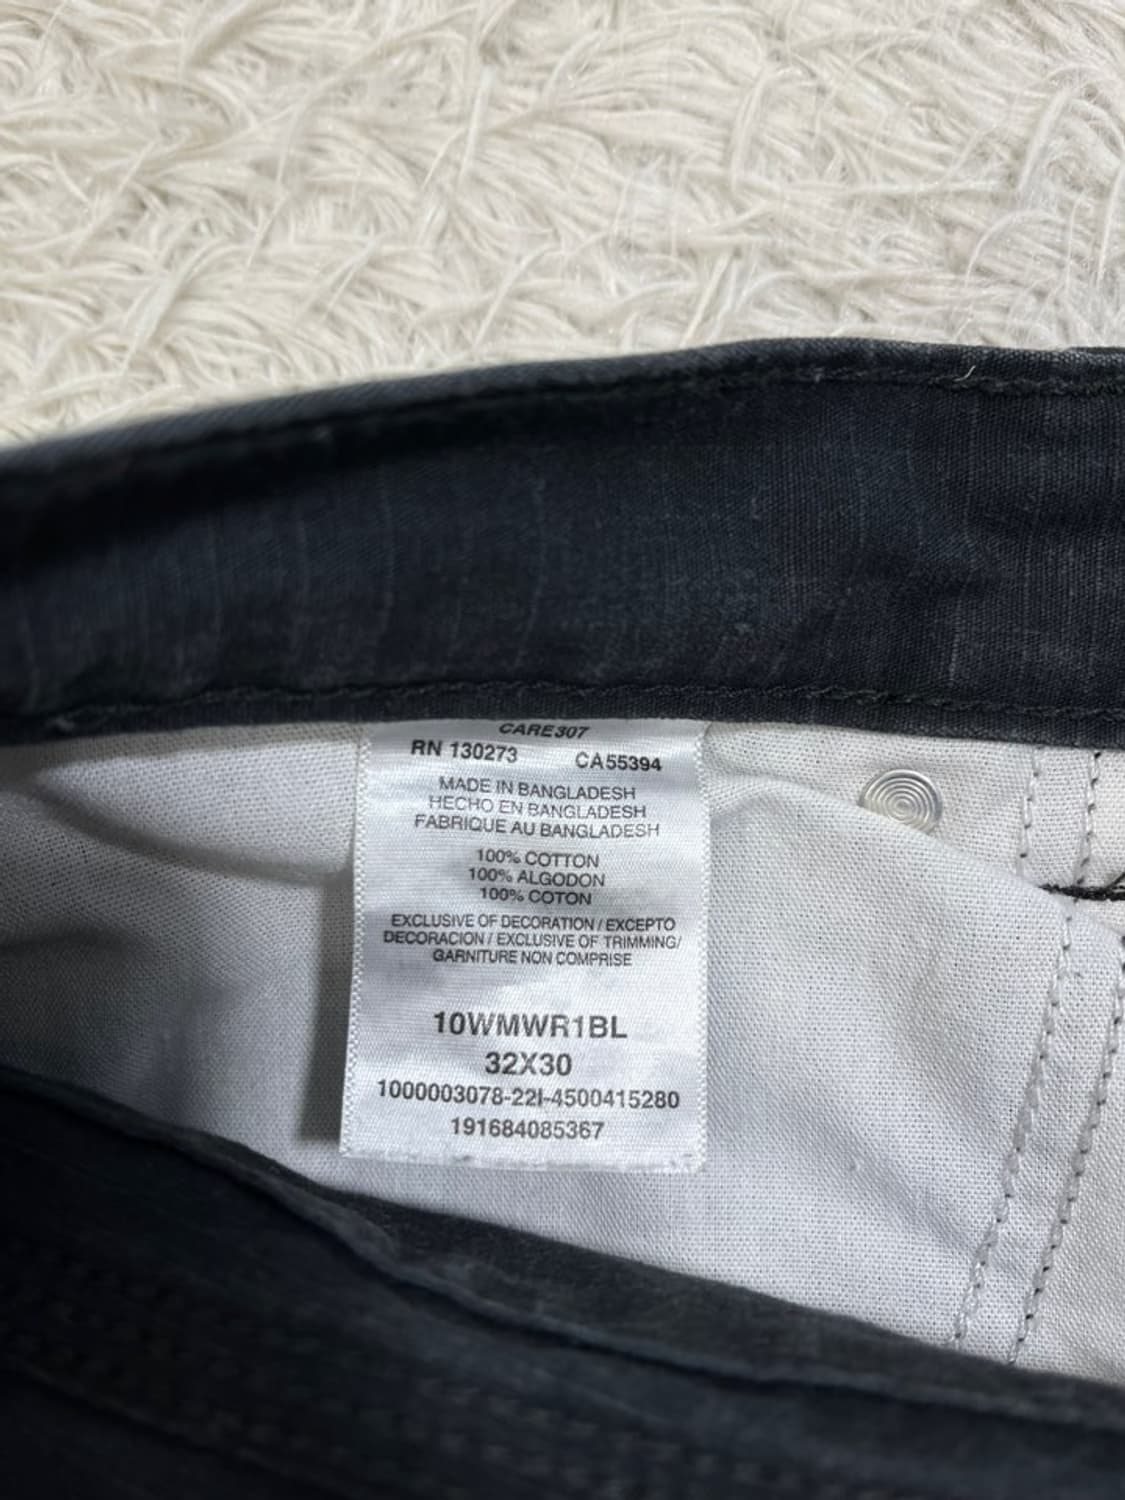 CARE307
RN 130273 CA55394
MADE IN BANGLADESH
HECHO EN BANGLADESH
FABRIQUE AU BANGLADESH
100% COTTON
100% ALGODON
100% COTON
EXCLUSIVE OF DECORATION / EXCEPTO
DECORACION / EXCLUSIVE OF TRIMMING/
GARNITURE NON COMPRISE
10WMWR1BL
32X30
1000003078-22I-4500415280
191684085367